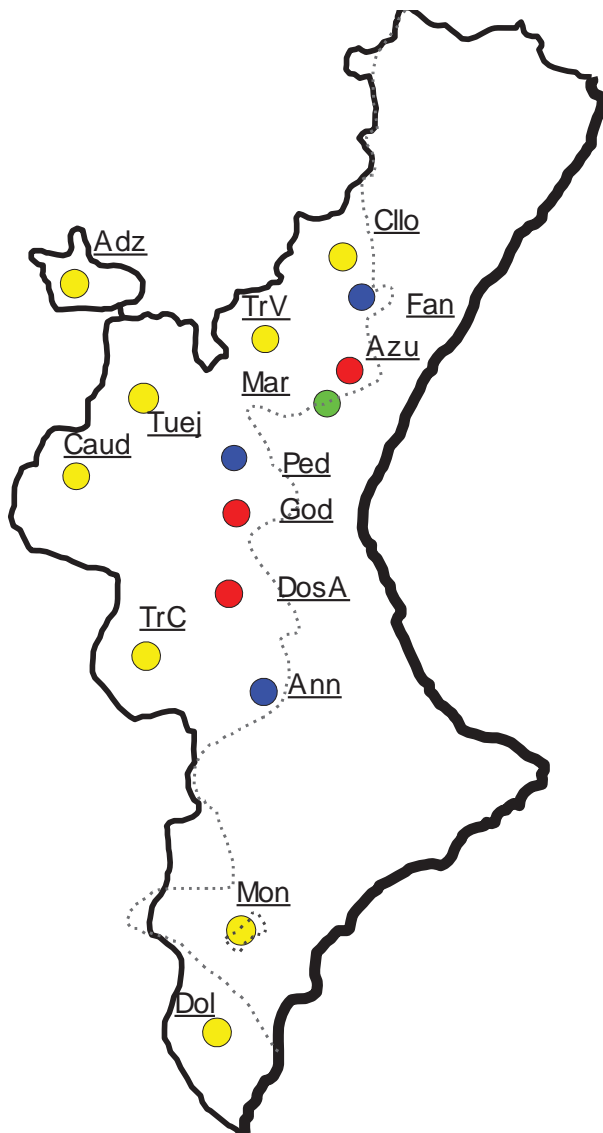 Cllo
Adz
Fan
TrV
Azu
Mar
Tuej
Caud
Ped
God
DosA
TrC
Ann
Mon
Dol